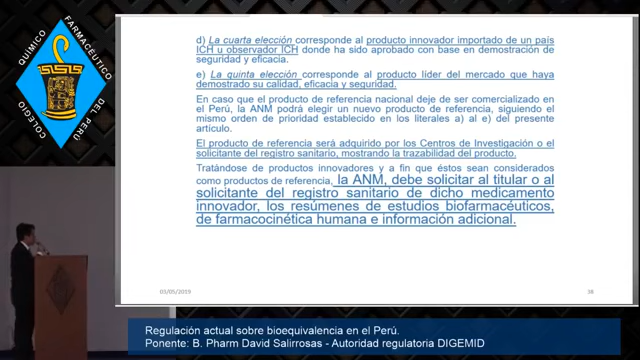 QUÍMICO
FARMACÉUTICO
COLEGIO
DEL PERÚ
d) La cuarta elección corresponde al producto innovador importado de un país
ICH u observador ICH donde ha sido aprobado con base en demostración de
seguridad y eficacia.
e) La quinta elección corresponde al producto líder del mercado que haya
demostrado su calidad, eficacia y seguridad.
En caso que el producto de referencia nacional deje de ser comercializado en
el Perú, la ANM podrá elegir un nuevo producto de referencia, siguiendo el
mismo orden de prioridad establecido en los literales a) al e) del presente
artículo.
El producto de referencia será adquirido por los Centros de Investigación o el
solicitante del registro sanitario, mostrando la trazabilidad del producto.
Tratándose de productos innovadores y a fin que éstos sean considerados
como productos de referencia, la ANM, debe solicitar al titular o al
solicitante del registro sanitario de dicho medicamento
innovador, los resúmenes de estudios biofarmacéuticos,
de farmacocinética humana e información adicional.
03/05/2019
38
Regulación actual sobre bioequivalencia en el Perú.
Ponente: B. Pharm David Salirrosas - Autoridad regulatoria DIGEMID